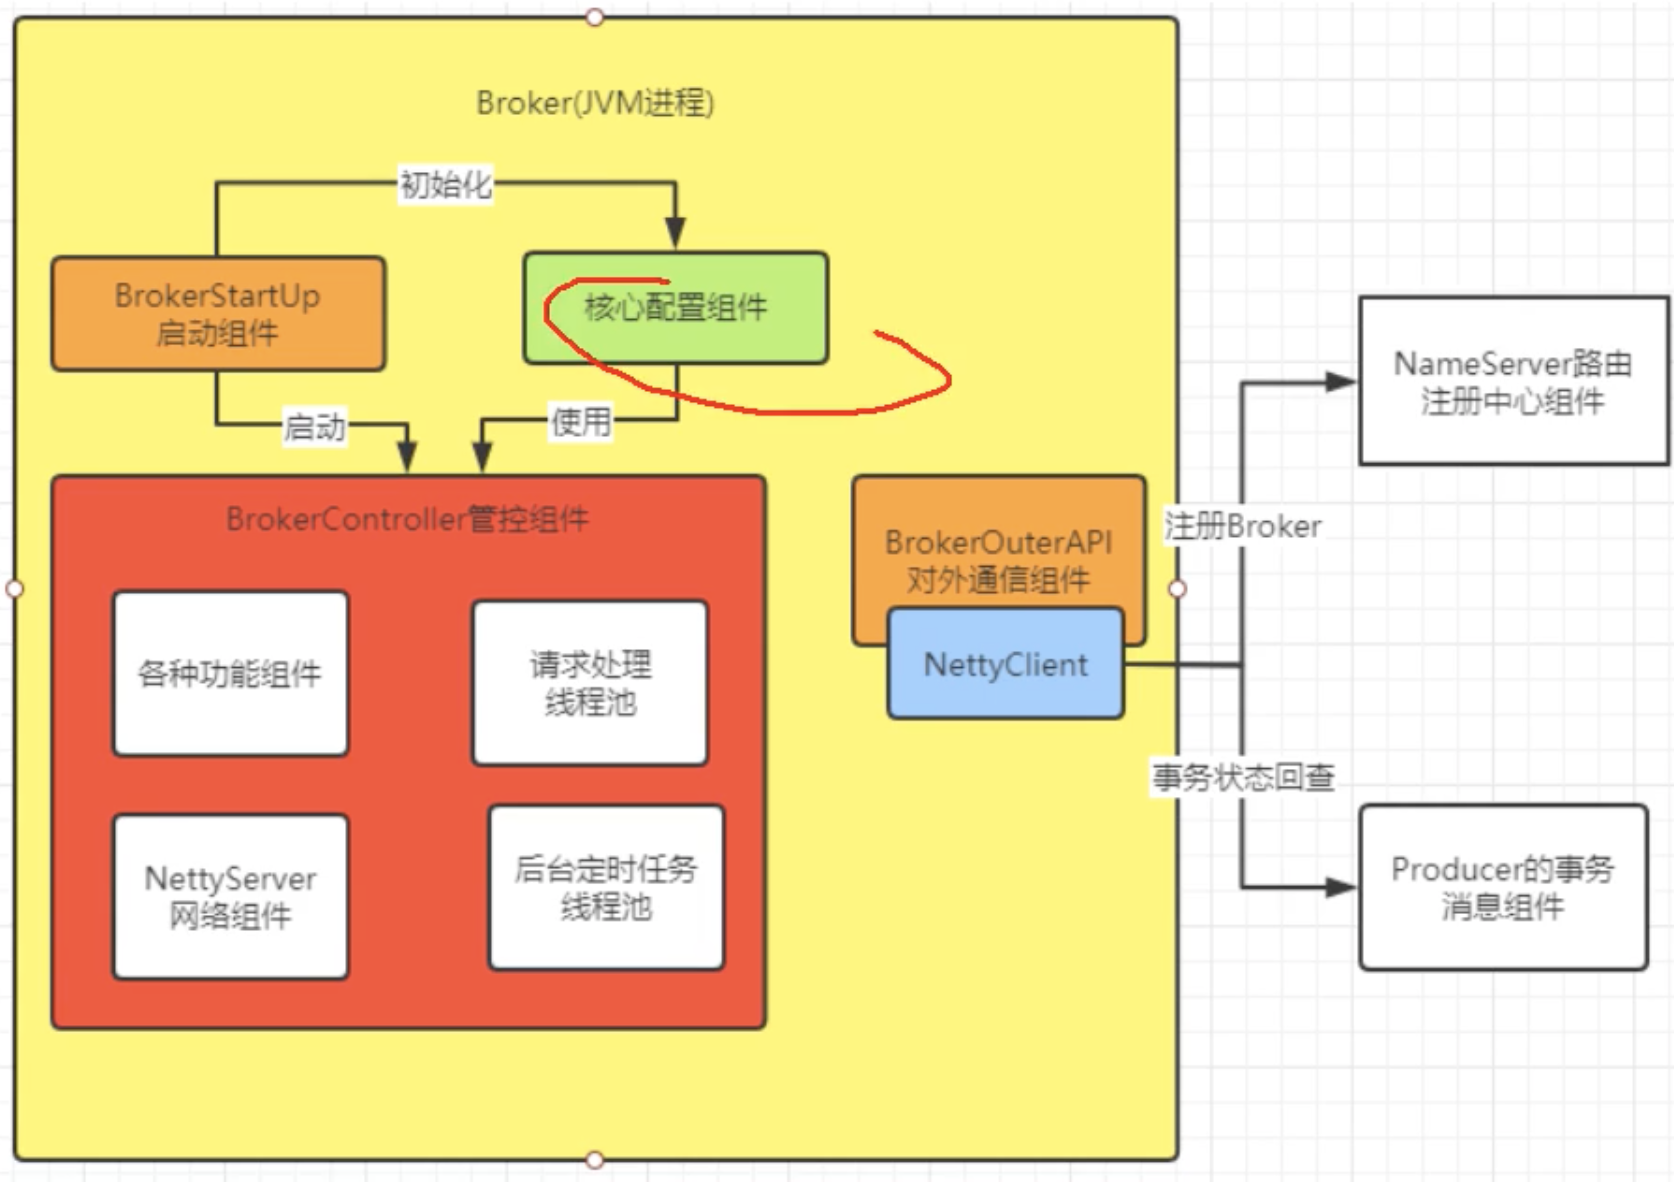 Broker(JVM进程)
初始化
BrokerStartUp
启动组件
核心配置组件
启动
使用
BrokerController管控组件
各种功能组件
请求处理
线程池
NettyServer
网络组件
后台定时任务
线程池
BrokerOuterAPI
对外通信组件
NettyClient
注册Broker
事务状态回查
NameServer路由
注册中心组件
Producer的事务
消息组件